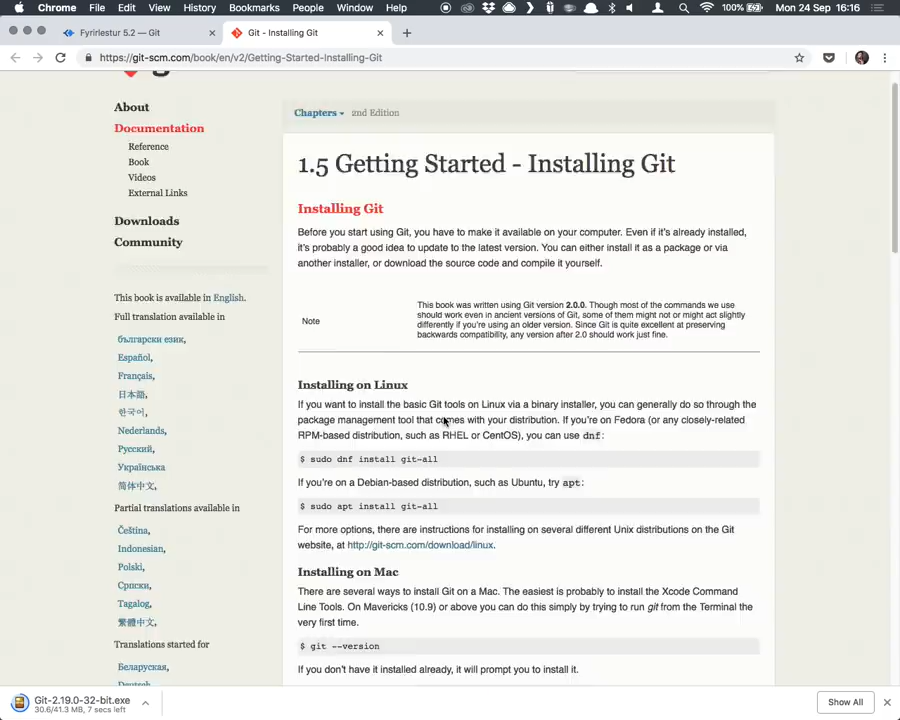 Chrome File Edit View History Bookmarks People Window Help 100% Mon 24 Sep 16:16
Fyrirlestur 5.2 — Git
Git - Installing Git
https://git-scm.com/book/en/v2/Getting-Started-Installing-Git
About
Documentation
Reference
Book
Videos
External Links
Downloads
Community
This book is available in English.
Full translation available in
български език,
Español,
Français,
日本語,
한국어,
Nederlands,
Русский,
Українська
简体中文,
Partial translations available in
Čeština,
Indonesian,
Polski,
Српски,
Tagalog,
繁體中文,
Translations started for
Беларуская,
Deutsch
Chapters 2nd Edition
1.5 Getting Started - Installing Git
Installing Git
Before you start using Git, you have to make it available on your computer. Even if it's already installed,
it's probably a good idea to update to the latest version. You can either install it as a package or via
another installer, or download the source code and compile it yourself.
Note
This book was written using Git version 2.0.0. Though most of the commands we use
should work even in ancient versions of Git, some of them might not or might act slightly
differently if you're using an older version. Since Git is quite excellent at preserving
backwards compatibility, any version after 2.0 should work just fine.
Installing on Linux
If you want to install the basic Git tools on Linux via a binary installer, you can generally do so through the
package management tool that comes with your distribution. If you're on Fedora (or any closely-related
RPM-based distribution, such as RHEL or CentOS), you can use dnf:
$ sudo dnf install git-all
If you're on a Debian-based distribution, such as Ubuntu, try apt:
$ sudo apt install git-all
For more options, there are instructions for installing on several different Unix distributions on the Git
website, at http://git-scm.com/download/linux.
Installing on Mac
There are several ways to install Git on a Mac. The easiest is probably to install the Xcode Command
Line Tools. On Mavericks (10.9) or above you can do this simply by trying to run git from the Terminal the
very first time.
$ git --version
If you don't have it installed already, it will prompt you to install it.
Git-2.19.0-32-bit.exe
30.6/41.3 MB, 7 secs left
Show All